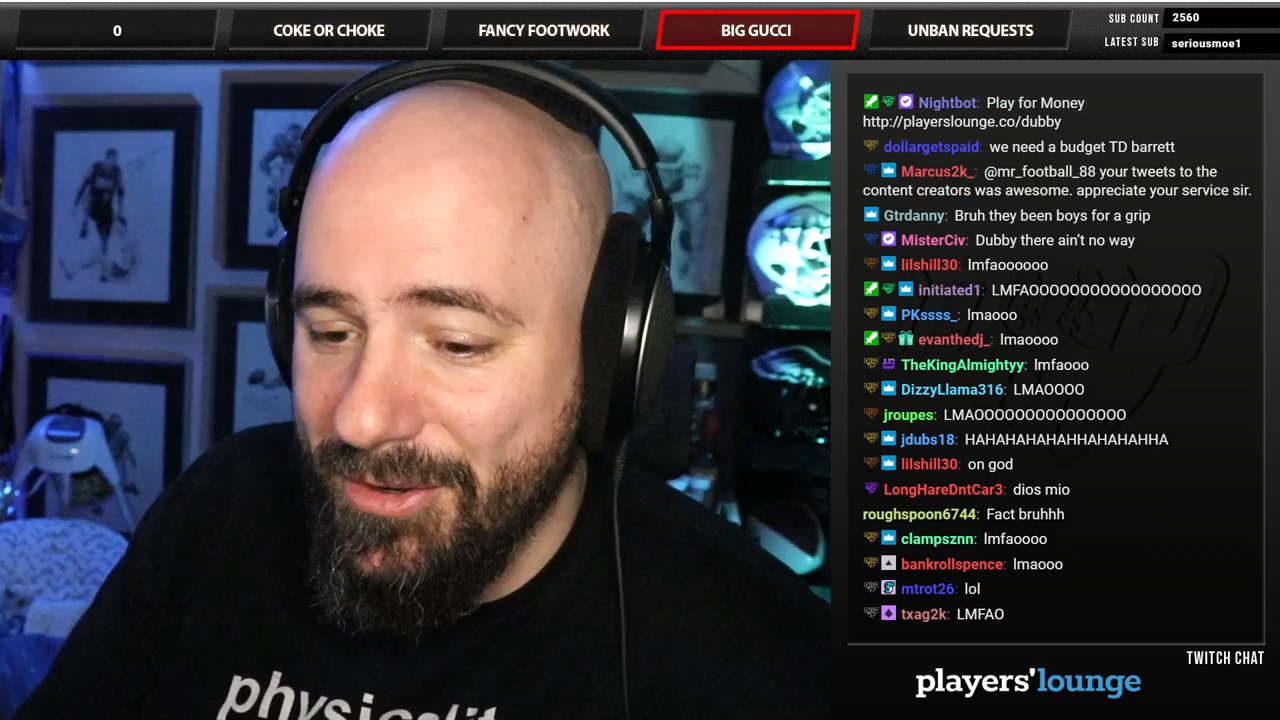 0
COKE OR CHOKE
FANCY FOOTWORK
BIG GUCCI
UNBAN REQUESTS
SUB COUNT 2560
LATEST SUB seriousmoe1
Nightbot: Play for Money
http://playerslounge.co/dubby
dollargetspaid: we need a budget TD barrett
Marcus2k_: @mr_football_88 your tweets to the
content creators was awesome. appreciate your service sir.
Gtrdanny: Bruh they been boys for a grip
MisterCiv: Dubby there ain't no way
lilshill30: lmfaoooooo
initiated1: LMFAOOOOOOOOOOOOOOOOO
PKssss_: lmaooo
evanthedj_: lmaoooo
TheKingAlmightyy: lmfaooo
DizzyLlama316: LMAOOOO
jroupes: LMAOOOOOOOOOOOOOOO
jdubs18: HAHAHAHAHAHHAHAHAHHA
lilshill30: on god
LongHareDntCar3: dios mio
roughspoon6744: Fact bruhhh
clampsznn: lmfaoooo
bankrollspence: lmaooo
mtrot26: lol
txag2k: LMFAO
TWITCH CHAT
players'lounge